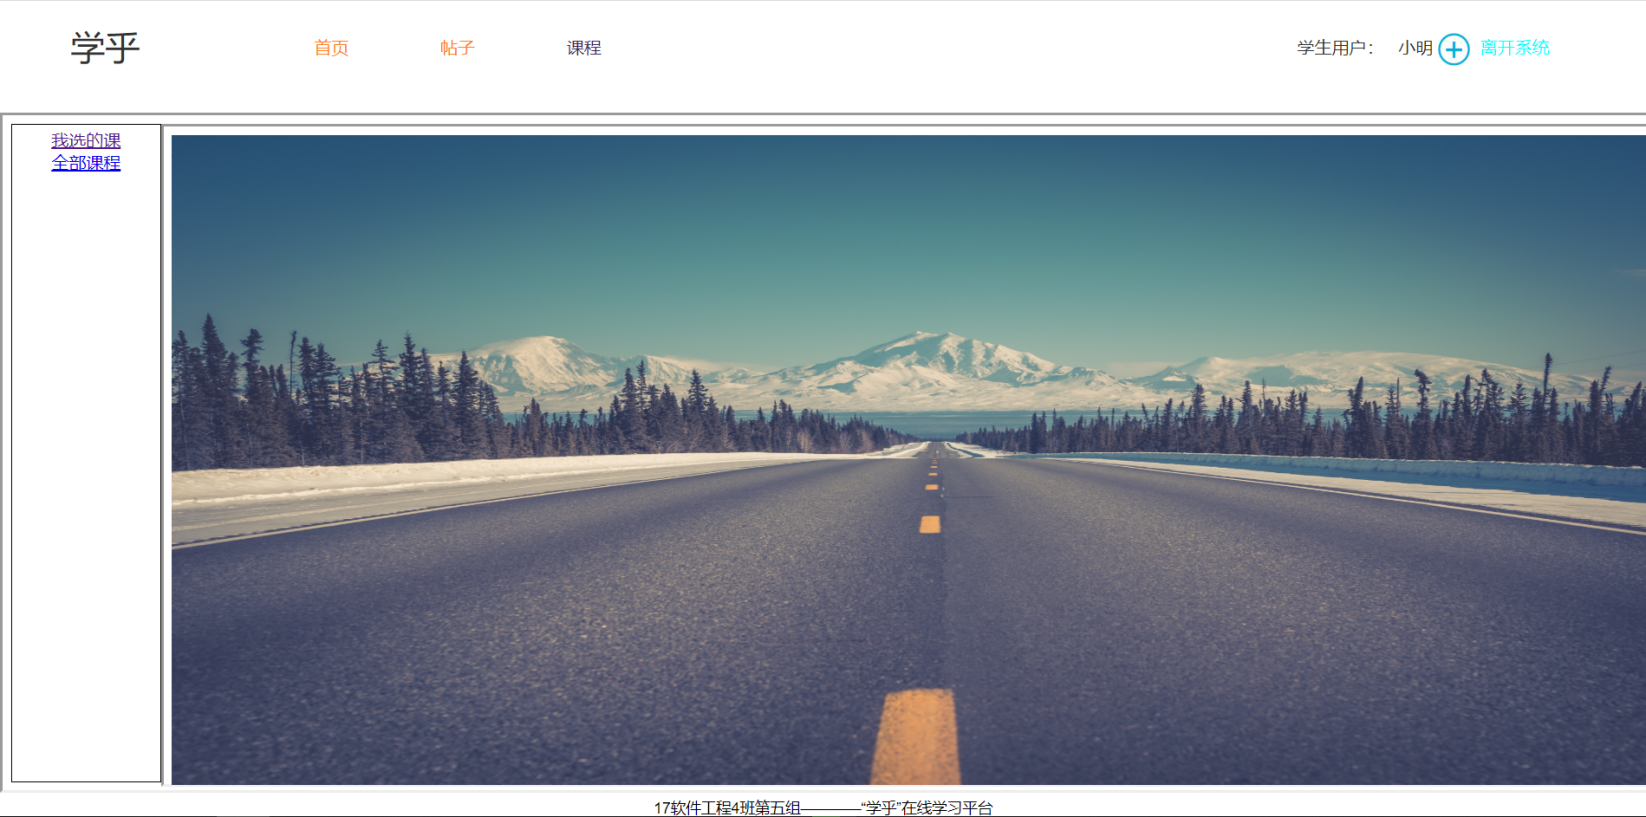 学乎
首页 帖子 课程 学生用户： 小明 离开系统
我选的课
全部课程
17软件工程4班第五组————“学乎”在线学习平台